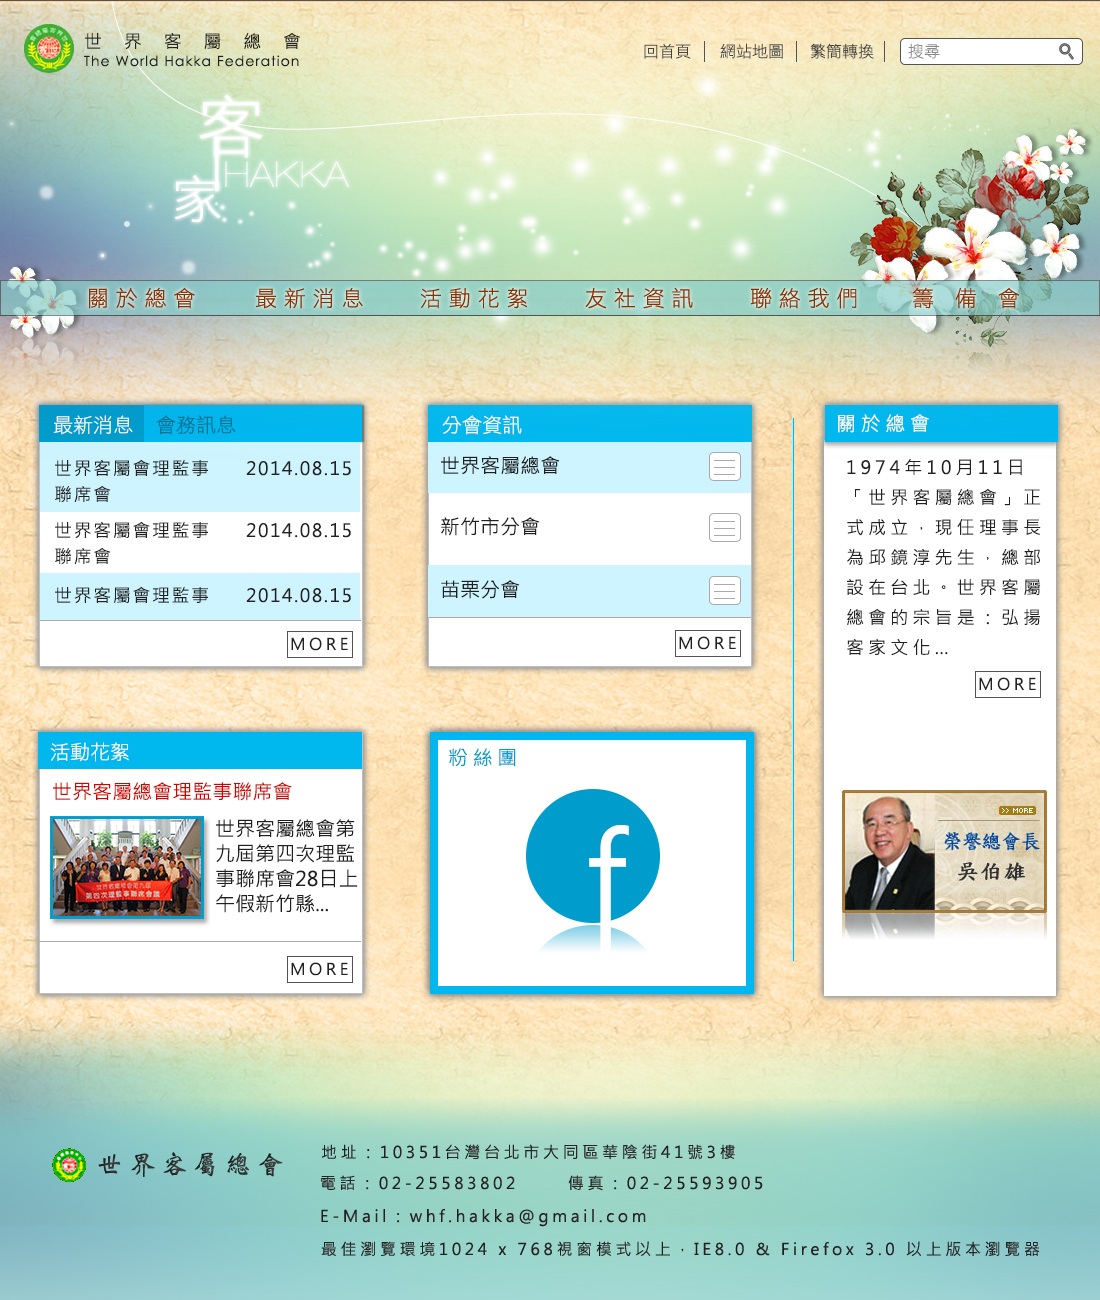 世界客屬總會
The World Hakka Federation
回首頁
網站地圖
繁簡轉換
搜尋
客家
HAKKA
關於總會
最新消息
活動花絮
友社資訊
聯絡我們
籌備會
最新消息
會務訊息
世界客屬會理監事 2014.08.15
聯席會
世界客屬會理監事 2014.08.15
聯席會
世界客屬會理監事 2014.08.15
MORE
分會資訊
世界客屬總會
新竹市分會
苗栗分會
MORE
關於總會
1974年10月11日
「世界客屬總會」正
式成立，現任理事長
為邱鏡淳先生，總部
設在台北。世界客屬
總會的宗旨是：弘揚
客家文化...
MORE
活動花絮
世界客屬總會理監事聯席會
世界客屬總會第
九屆第四次理監
事聯席會28日上
午假新竹縣...
第四次理監事聯席會議
MORE
粉絲團
f
>> MORE
榮譽總會長
吳伯雄
世界客屬總會
地址：10351台灣台北市大同區華陰街41號3樓
電話：02-25583802 傳真：02-25593905
E-Mail：whf.hakka@gmail.com
最佳瀏覽環境1024 x 768視窗模式以上，IE8.0 & Firefox 3.0 以上版本瀏覽器